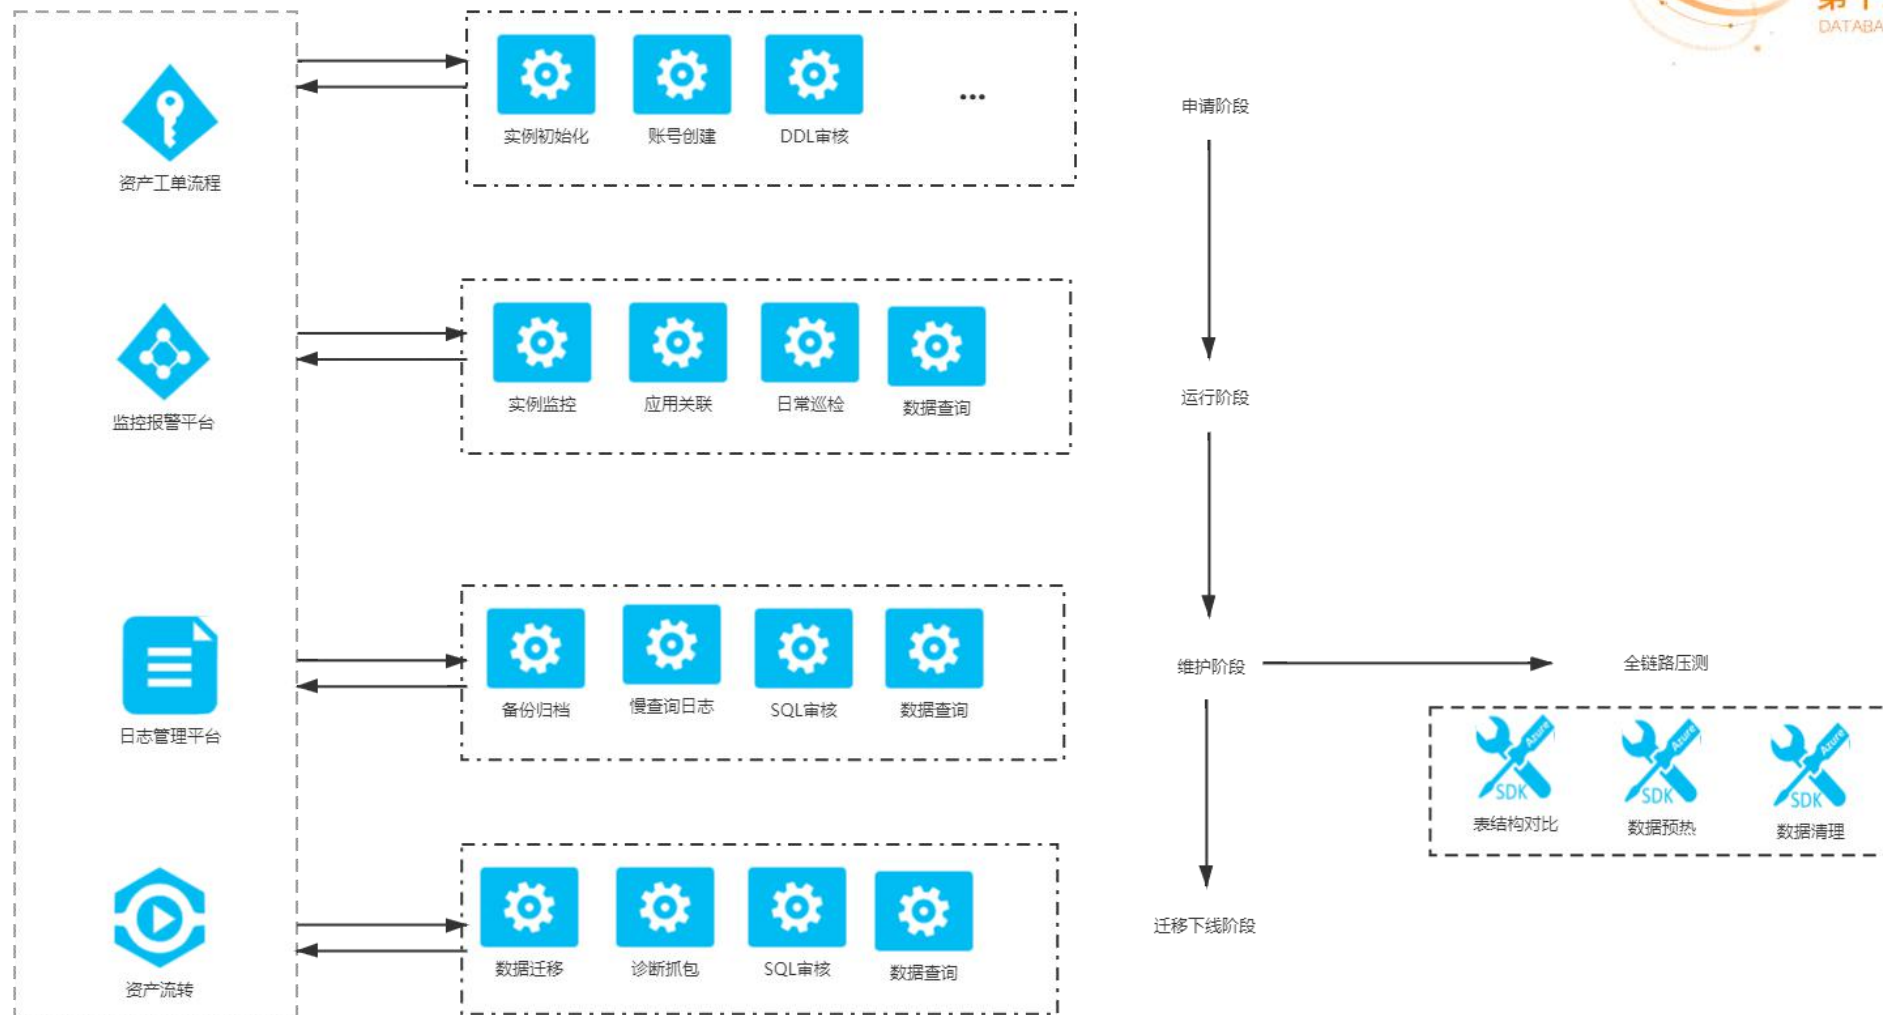 DATABA
实例初始化
账号创建
DDL审核
...
申请阶段
资产工单流程
实例监控
应用关联
日常巡检
数据查询
运行阶段
监控报警平台
备份归档
慢查询日志
SQL审核
数据查询
维护阶段
全链路压测
日志管理平台
Azure
SDK
表结构对比
Azure
SDK
数据预热
Azure
SDK
数据清理
数据迁移
诊断抓包
SQL审核
数据查询
迁移下线阶段
资产流转